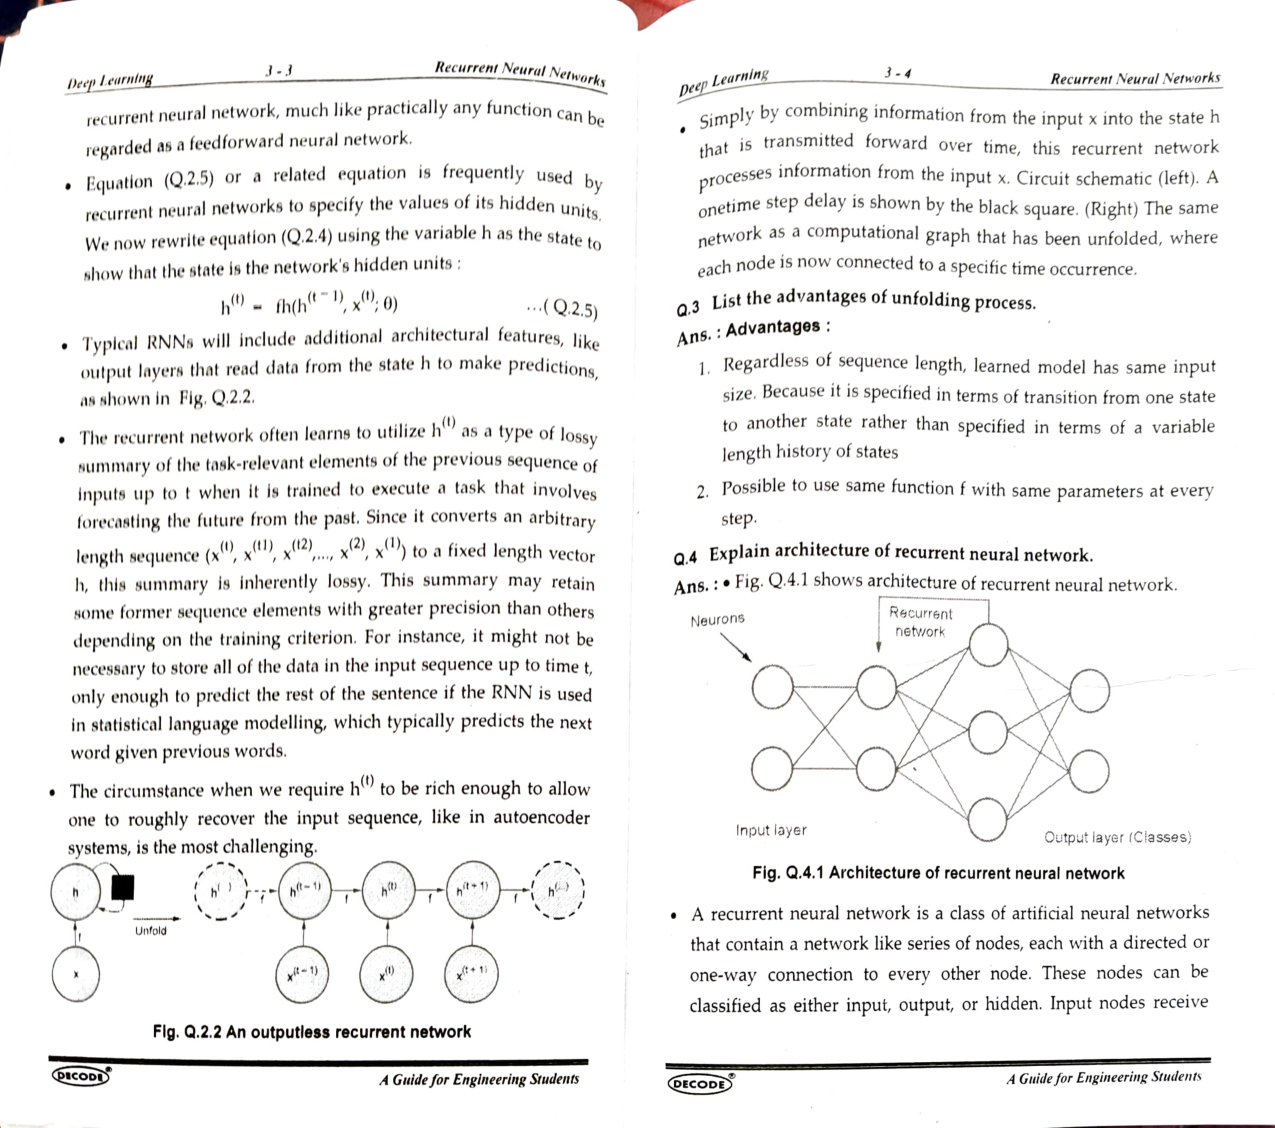 Deep Learning 3 - 3 Recurrent Neural Networks
recurrent neural network, much like practically any function can be
regarded as a feedforward neural network.
• Equation (Q.2.5) or a related equation is frequently used by
recurrent neural networks to specify the values of its hidden units.
We now rewrite equation (Q.2.4) using the variable h as the state to
show that the state is the network's hidden units :
h(t) = fh(h(t – 1), x(t); 0) ...( Q.2.5)
• Typical RNNs will include additional architectural features, like
output layers that read data from the state h to make predictions,
as shown in Fig. Q.2.2.
• The recurrent network often learns to utilize h(t) as a type of lossy
summary of the task-relevant elements of the previous sequence of
inputs up to t when it is trained to execute a task that involves
forecasting the future from the past. Since it converts an arbitrary
length sequence (x(t), x(t1), x(t2),..., x(2), x(1)) to a fixed length vector
h, this summary is inherently lossy. This summary may retain
some former sequence elements with greater precision than others
depending on the training criterion. For instance, it might not be
necessary to store all of the data in the input sequence up to time t,
only enough to predict the rest of the sentence if the RNN is used
in statistical language modelling, which typically predicts the next
word given previous words.
• The circumstance when we require h(t) to be rich enough to allow
one to roughly recover the input sequence, like in autoencoder
systems, is the most challenging.
h h( ) f h(t – 1) f h(t) f h(t + 1) f h(...)
Unfold
f
x x(t – 1) x(t) x(t + 1)
Fig. Q.2.2 An outputless recurrent network
DECODE® A Guide for Engineering Students
Deep Learning 3 - 4 Recurrent Neural Networks
• Simply by combining information from the input x into the state h
that is transmitted forward over time, this recurrent network
processes information from the input x. Circuit schematic (left). A
onetime step delay is shown by the black square. (Right) The same
network as a computational graph that has been unfolded, where
each node is now connected to a specific time occurrence.
Q.3 List the advantages of unfolding process.
Ans. : Advantages :
1. Regardless of sequence length, learned model has same input
size. Because it is specified in terms of transition from one state
to another state rather than specified in terms of a variable
length history of states
2. Possible to use same function f with same parameters at every
step.
Q.4 Explain architecture of recurrent neural network.
Ans. : • Fig. Q.4.1 shows architecture of recurrent neural network.
Neurons
Recurrent
network
Input layer
Output layer (Classes)
Fig. Q.4.1 Architecture of recurrent neural network
• A recurrent neural network is a class of artificial neural networks
that contain a network like series of nodes, each with a directed or
one-way connection to every other node. These nodes can be
classified as either input, output, or hidden. Input nodes receive
DECODE® A Guide for Engineering Students